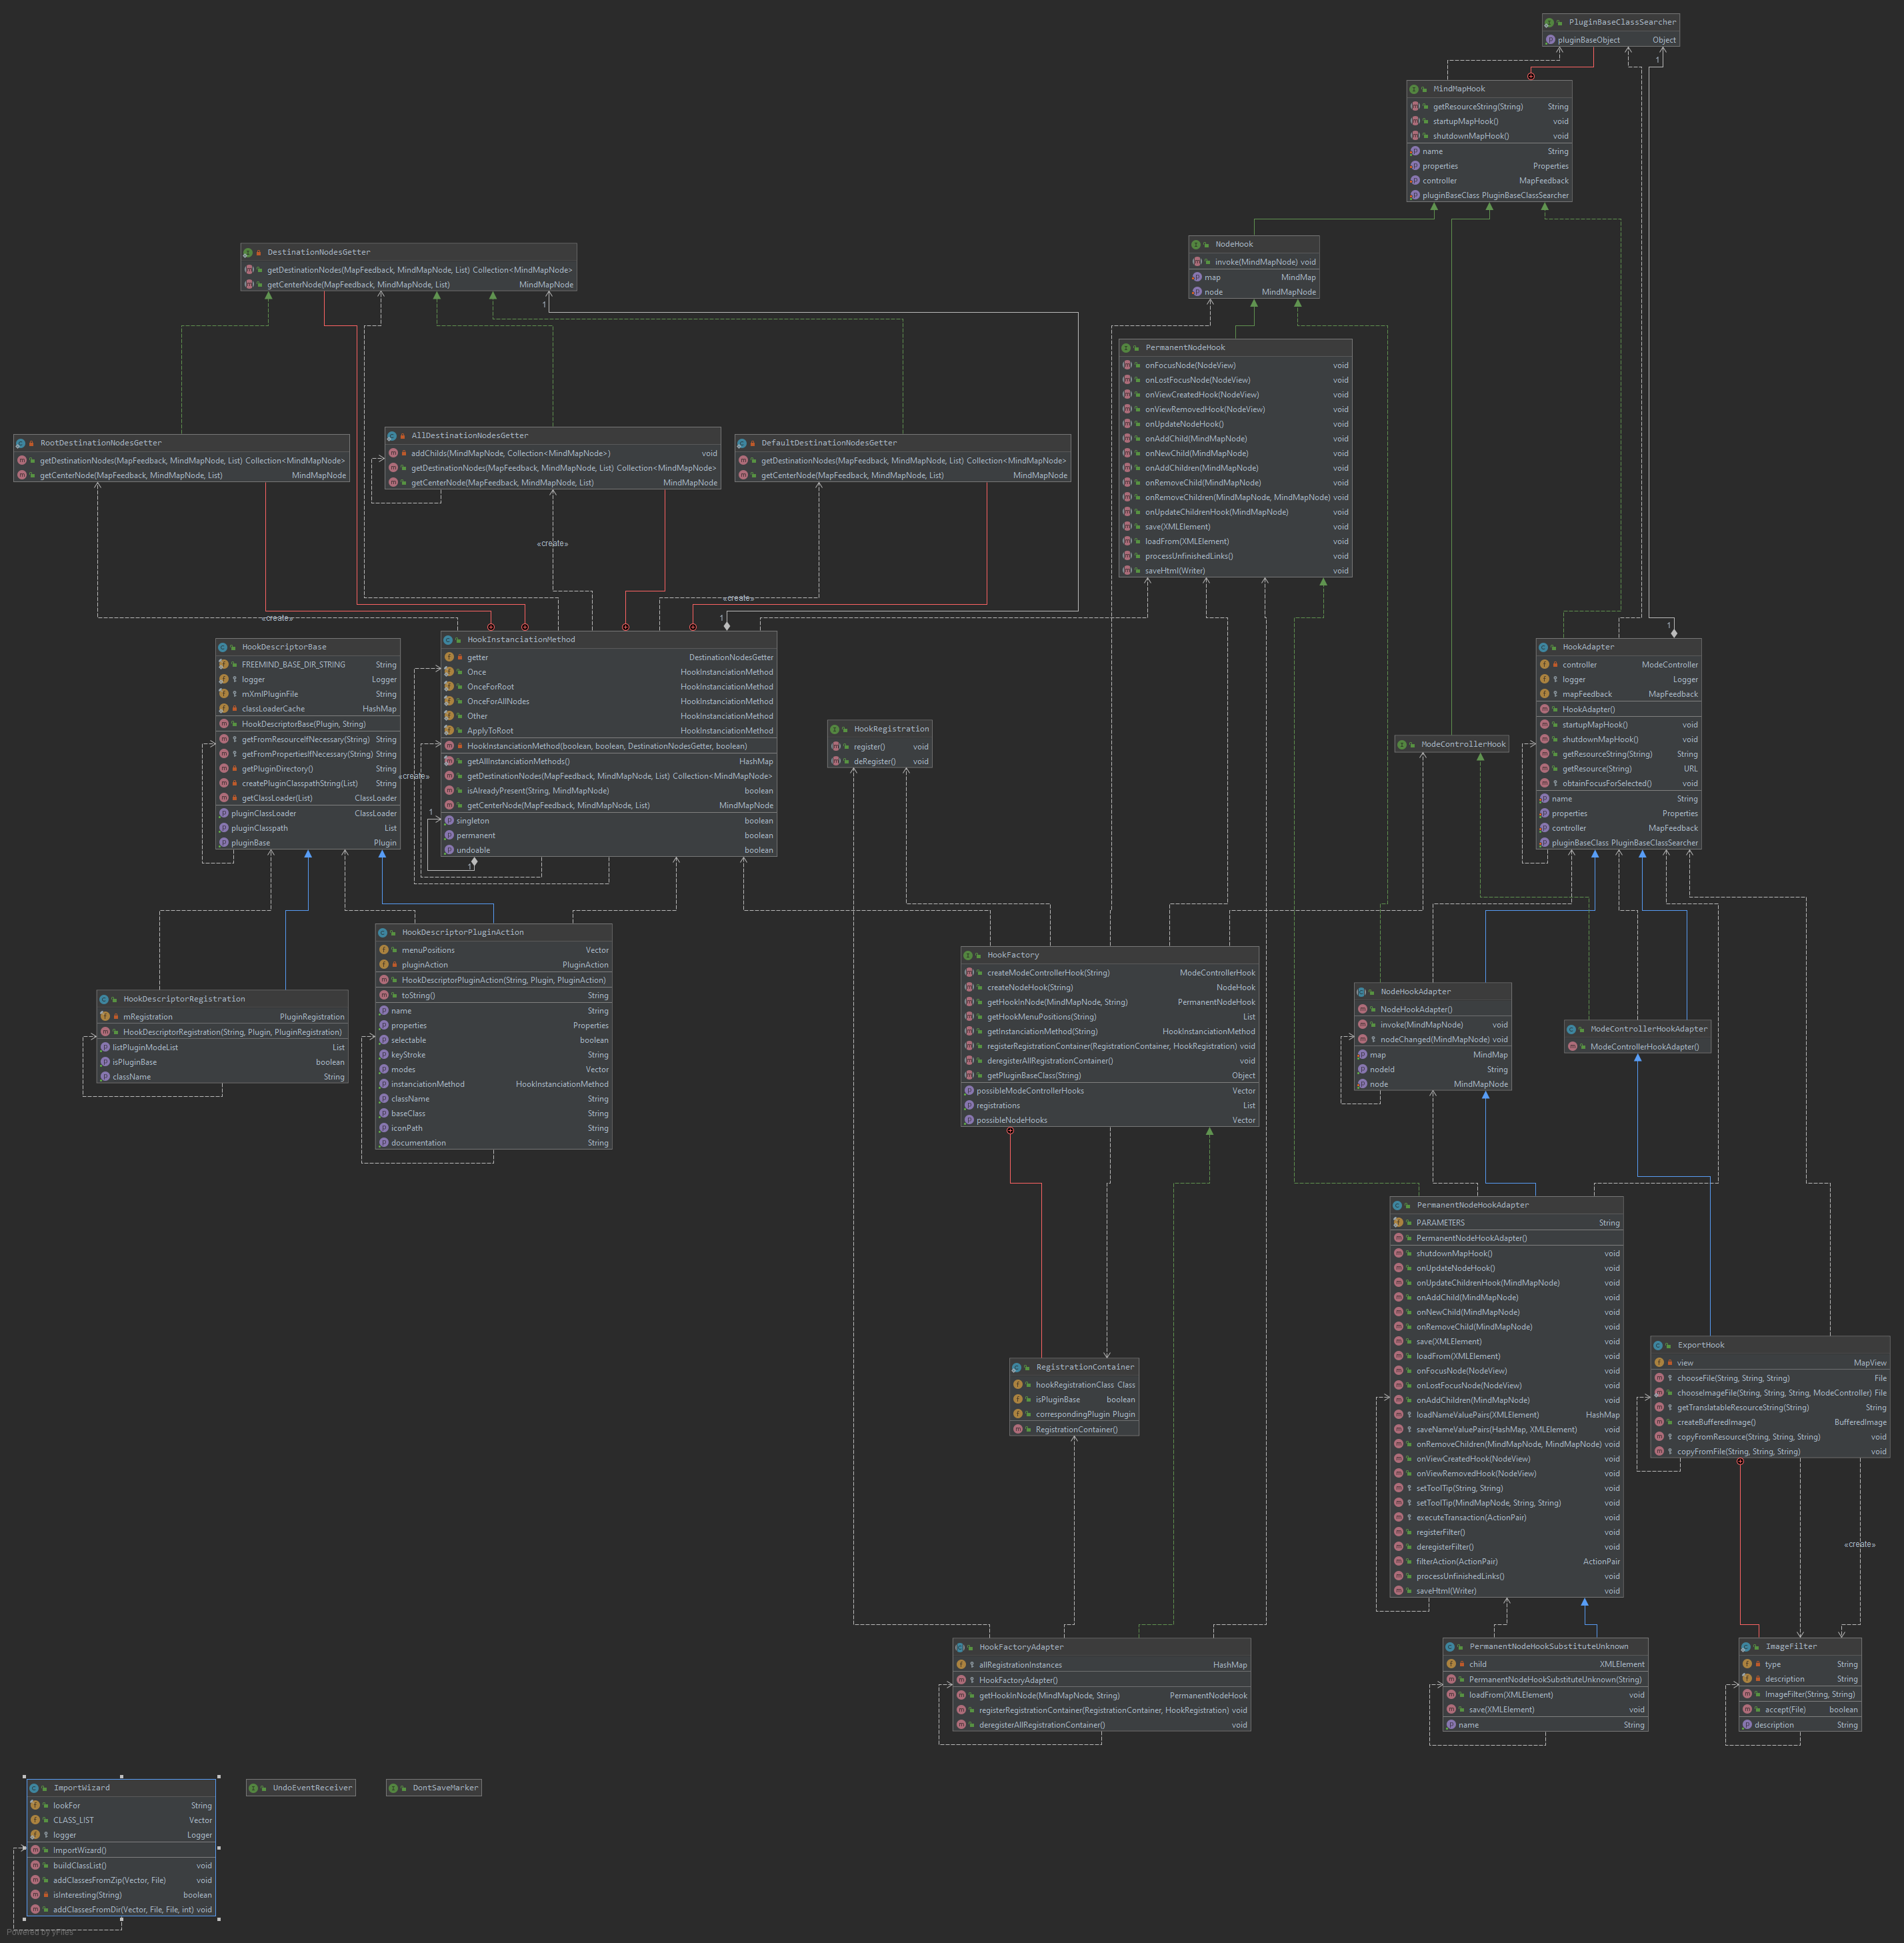 PluginBaseClassSearcher
pluginBaseObject Object
1
MindMapHook
getResourceString(String) String
startupMapHook() void
shutdownMapHook() void
name String
properties Properties
controller MapFeedback
pluginBaseClass PluginBaseClassSearcher
NodeHook
invoke(MindMapNode) void
map MindMap
node MindMapNode
DestinationNodesGetter
getDestinationNodes(MapFeedback, MindMapNode, List) Collection<MindMapNode>
getCenterNode(MapFeedback, MindMapNode, List) MindMapNode
1
PermanentNodeHook
onFocusNode(NodeView) void
onLostFocusNode(NodeView) void
onViewCreatedHook(NodeView) void
onViewRemovedHook(NodeView) void
onUpdateNodeHook() void
onAddChild(MindMapNode) void
onNewChild(MindMapNode) void
onAddChildren(MindMapNode) void
onRemoveChild(MindMapNode) void
onRemoveChildren(MindMapNode, MindMapNode) void
onUpdateChildrenHook(MindMapNode) void
save(XMLElement) void
loadFrom(XMLElement) void
processUnfinishedLinks() void
saveHtml(Writer) void
RootDestinationNodesGetter
getDestinationNodes(MapFeedback, MindMapNode, List) Collection<MindMapNode>
getCenterNode(MapFeedback, MindMapNode, List) MindMapNode
AllDestinationNodesGetter
addChilds(MindMapNode, Collection<MindMapNode>) void
getDestinationNodes(MapFeedback, MindMapNode, List) Collection<MindMapNode>
getCenterNode(MapFeedback, MindMapNode, List) MindMapNode
DefaultDestinationNodesGetter
getDestinationNodes(MapFeedback, MindMapNode, List) Collection<MindMapNode>
getCenterNode(MapFeedback, MindMapNode, List) MindMapNode
«create»
«create»
«create»
1
1
HookDescriptorBase
FREEMIND_BASE_DIR_STRING String
logger Logger
mXmlPluginFile String
classLoaderCache HashMap
HookDescriptorBase(Plugin, String)
getFromResourceIfNecessary(String) String
getFromPropertiesIfNecessary(String) String
getPluginDirectory() String
createPluginClasspathString(List) String
getClassLoader(List) ClassLoader
pluginClassLoader ClassLoader
pluginClasspath List
pluginBase Plugin
«create»
HookInstanciationMethod
getter DestinationNodesGetter
Once HookInstanciationMethod
OnceForRoot HookInstanciationMethod
OnceForAllNodes HookInstanciationMethod
Other HookInstanciationMethod
ApplyToRoot HookInstanciationMethod
HookInstanciationMethod(boolean, boolean, DestinationNodesGetter, boolean)
getAllInstanciationMethods() HashMap
getDestinationNodes(MapFeedback, MindMapNode, List) Collection<MindMapNode>
isAlreadyPresent(String, MindMapNode) boolean
getCenterNode(MapFeedback, MindMapNode, List) MindMapNode
singleton boolean
permanent boolean
undoable boolean
1
1
HookRegistration
register() void
deRegister() void
ModeControllerHook
HookAdapter
controller ModeController
logger Logger
mapFeedback MapFeedback
HookAdapter()
startupMapHook() void
shutdownMapHook() void
getResourceString(String) String
getResource(String) URL
obtainFocusForSelected() void
name String
properties Properties
controller MapFeedback
pluginBaseClass PluginBaseClassSearcher
HookDescriptorRegistration
mRegistration PluginRegistration
HookDescriptorRegistration(String, Plugin, PluginRegistration)
listPluginModeList List
isPluginBase boolean
className String
HookDescriptorPluginAction
menuPositions Vector
pluginAction PluginAction
HookDescriptorPluginAction(String, Plugin, PluginAction)
toString() String
name String
properties Properties
selectable boolean
keyStroke String
modes Vector
instanciationMethod HookInstanciationMethod
className String
baseClass String
iconPath String
documentation String
HookFactory
createModeControllerHook(String) ModeControllerHook
createNodeHook(String) NodeHook
getHookInNode(MindMapNode, String) PermanentNodeHook
getHookMenuPositions(String) List
getInstanciationMethod(String) HookInstanciationMethod
registerRegistrationContainer(RegistrationContainer, HookRegistration) void
deregisterAllRegistrationContainer() void
getPluginBaseClass(String) Object
possibleModeControllerHooks Vector
registrations List
possibleNodeHooks Vector
NodeHookAdapter
NodeHookAdapter()
invoke(MindMapNode) void
nodeChanged(MindMapNode) void
map MindMap
nodeId String
node MindMapNode
ModeControllerHookAdapter
ModeControllerHookAdapter()
PermanentNodeHookAdapter
PARAMETERS String
PermanentNodeHookAdapter()
shutdownMapHook() void
onUpdateNodeHook() void
onUpdateChildrenHook(MindMapNode) void
onAddChild(MindMapNode) void
onNewChild(MindMapNode) void
onRemoveChild(MindMapNode) void
save(XMLElement) void
loadFrom(XMLElement) void
onFocusNode(NodeView) void
onLostFocusNode(NodeView) void
onAddChildren(MindMapNode) void
loadNameValuePairs(XMLElement) HashMap
saveNameValuePairs(HashMap, XMLElement) void
onRemoveChildren(MindMapNode, MindMapNode) void
onViewCreatedHook(NodeView) void
onViewRemovedHook(NodeView) void
setToolTip(String, String) void
setToolTip(MindMapNode, String, String) void
executeTransaction(ActionPair) void
registerFilter() void
deregisterFilter() void
filterAction(ActionPair) ActionPair
processUnfinishedLinks() void
saveHtml(Writer) void
ExportHook
view MapView
chooseFile(String, String, String) File
chooseImageFile(String, String, String, ModeController) File
getTranslatableResourceString(String) String
createBufferedImage() BufferedImage
copyFromResource(String, String, String) void
copyFromFile(String, String, String) void
«create»
RegistrationContainer
hookRegistrationClass Class
isPluginBase boolean
correspondingPlugin Plugin
RegistrationContainer()
HookFactoryAdapter
allRegistrationInstances HashMap
HookFactoryAdapter()
getHookInNode(MindMapNode, String) PermanentNodeHook
registerRegistrationContainer(RegistrationContainer, HookRegistration) void
deregisterAllRegistrationContainer() void
PermanentNodeHookSubstituteUnknown
child XMLElement
PermanentNodeHookSubstituteUnknown(String)
loadFrom(XMLElement) void
save(XMLElement) void
name String
ImageFilter
type String
description String
ImageFilter(String, String)
accept(File) boolean
description String
ImportWizard
lookFor String
CLASS_LIST Vector
logger Logger
ImportWizard()
buildClassList() void
addClassesFromZip(Vector, File) void
isInteresting(String) boolean
addClassesFromDir(Vector, File, File, int) void
UndoEventReceiver
DontSaveMarker
Powered by yFiles